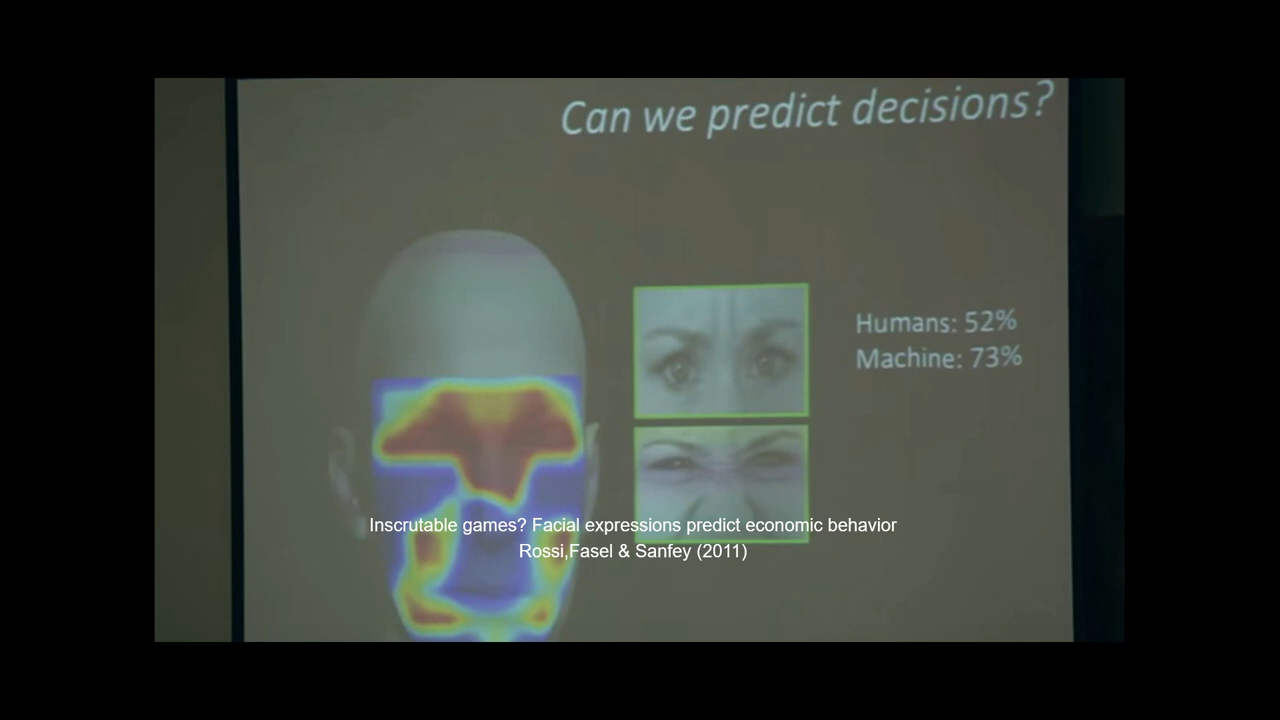 Can we predict decisions?
Humans: 52%
Machine: 73%
Inscrutable games? Facial expressions predict economic behavior
Rossi,Fasel & Sanfey (2011)